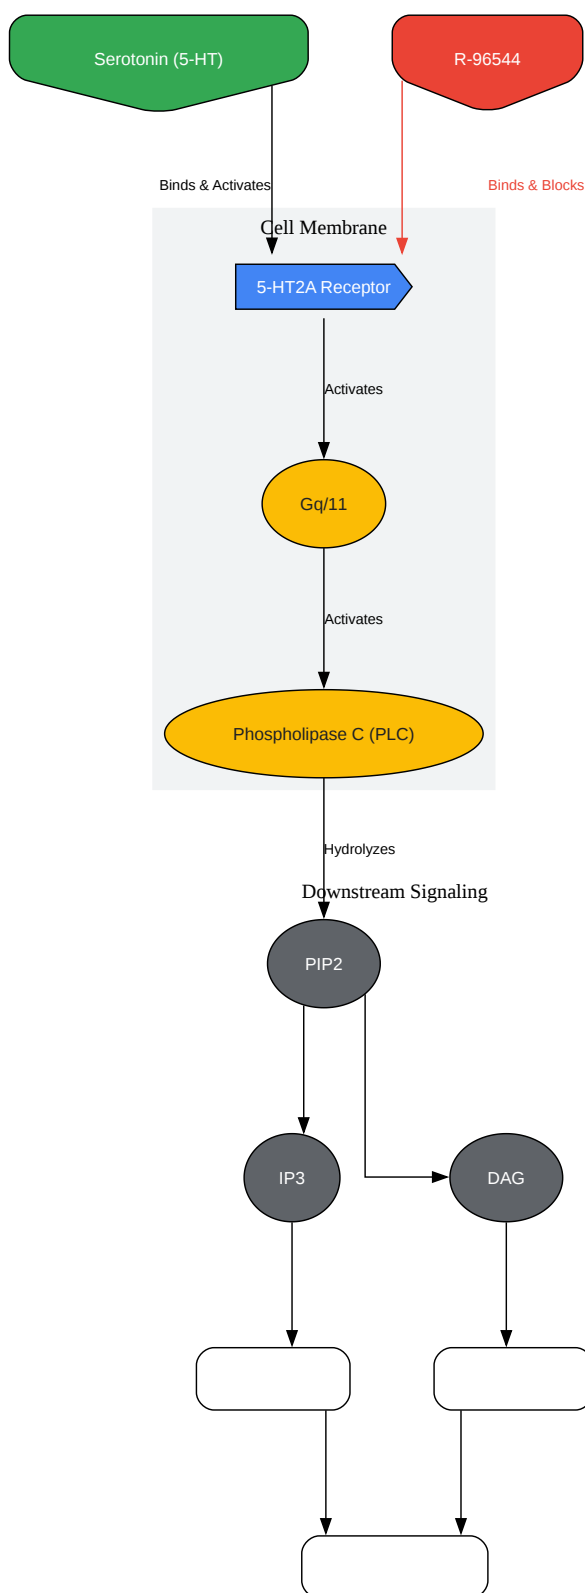 Serotonin (5-HT)
R-96544
Binds & Activates
Binds & Blocks
Cell Membrane
5-HT2A Receptor
Activates
Gq/11
Activates
Phospholipase C (PLC)
Hydrolyzes
Downstream Signaling
PIP2
IP3
DAG